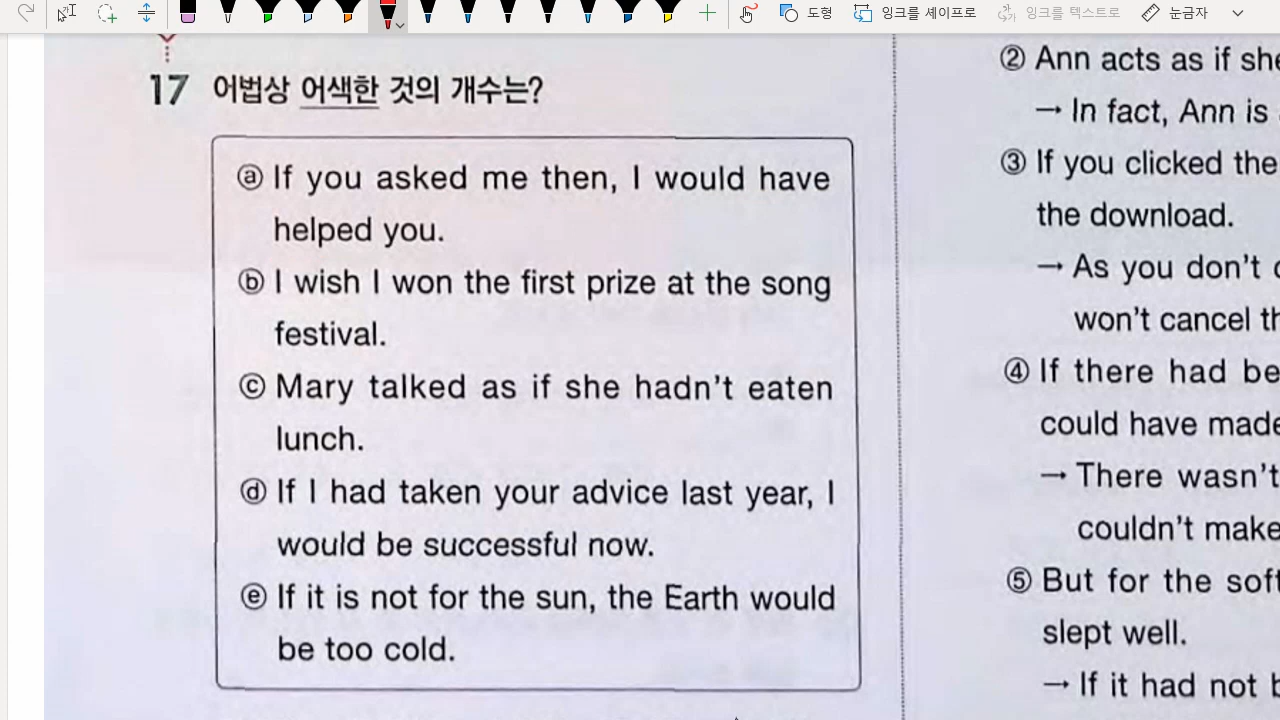 도형
잉크를 셰이프로
잉크를 텍스트로
눈금자
17 어법상 어색한 것의 개수는?
ⓐ If you asked me then, I would have
helped you.
ⓑ I wish I won the first prize at the song
festival.
ⓒ Mary talked as if she hadn't eaten
lunch.
ⓓ If I had taken your advice last year, I
would be successful now.
ⓔ If it is not for the sun, the Earth would
be too cold.
② Ann acts as if she
→ In fact, Ann is
③ If you clicked the
the download.
→ As you don't
won't cancel
④ If there had
could have made
→ There wasn't
couldn't make
⑤ But for the
slept well.
→ If it had not